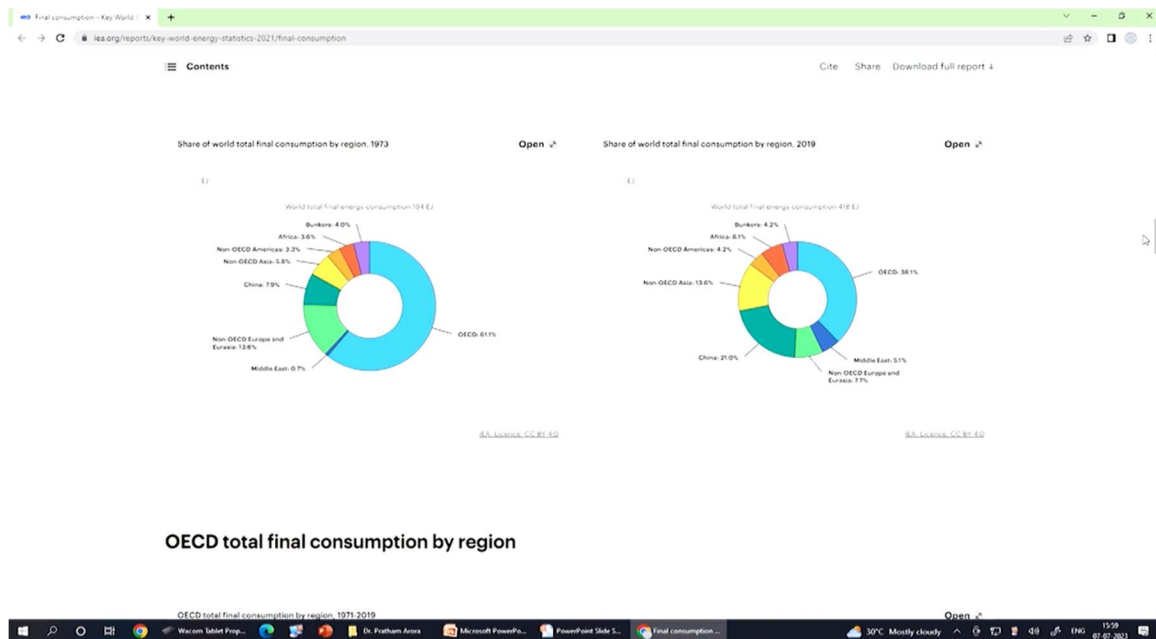 Final consumption – Key World
iea.org/reports/key-world-energy-statistics-2021/final-consumption
Contents
Cite Share Download full report ↓
Share of world total final consumption by region, 1973
Open
EJ
World total final energy consumption 194 EJ
Bunkers: 4.0%
Africa: 3.6%
Non-OECD Americas: 3.3%
Non-OECD Asia: 5.8%
China: 7.9%
OECD: 61.1%
Non-OECD Europe and
Eurasia: 13.6%
Middle East: 0.7%
IEA. Licence: CC BY 4.0
Share of world total final consumption by region, 2019
Open
EJ
World total final energy consumption 418 EJ
Bunkers: 4.2%
Africa: 6.1%
Non-OECD Americas: 4.2%
OECD: 38.1%
Non-OECD Asia: 13.6%
China: 21.0%
Middle East: 5.1%
Non-OECD Europe and
Eurasia: 7.7%
IEA. Licence: CC BY 4.0
OECD total final consumption by region
OECD total final consumption by region, 1971-2019
Open
Wacom Tablet Prop...
Dr. Pratham Arora
Microsoft PowerPo...
PowerPoint Slide S...
Final consumption ...
30°C Mostly cloudy
ENG
15:59
07-07-2023